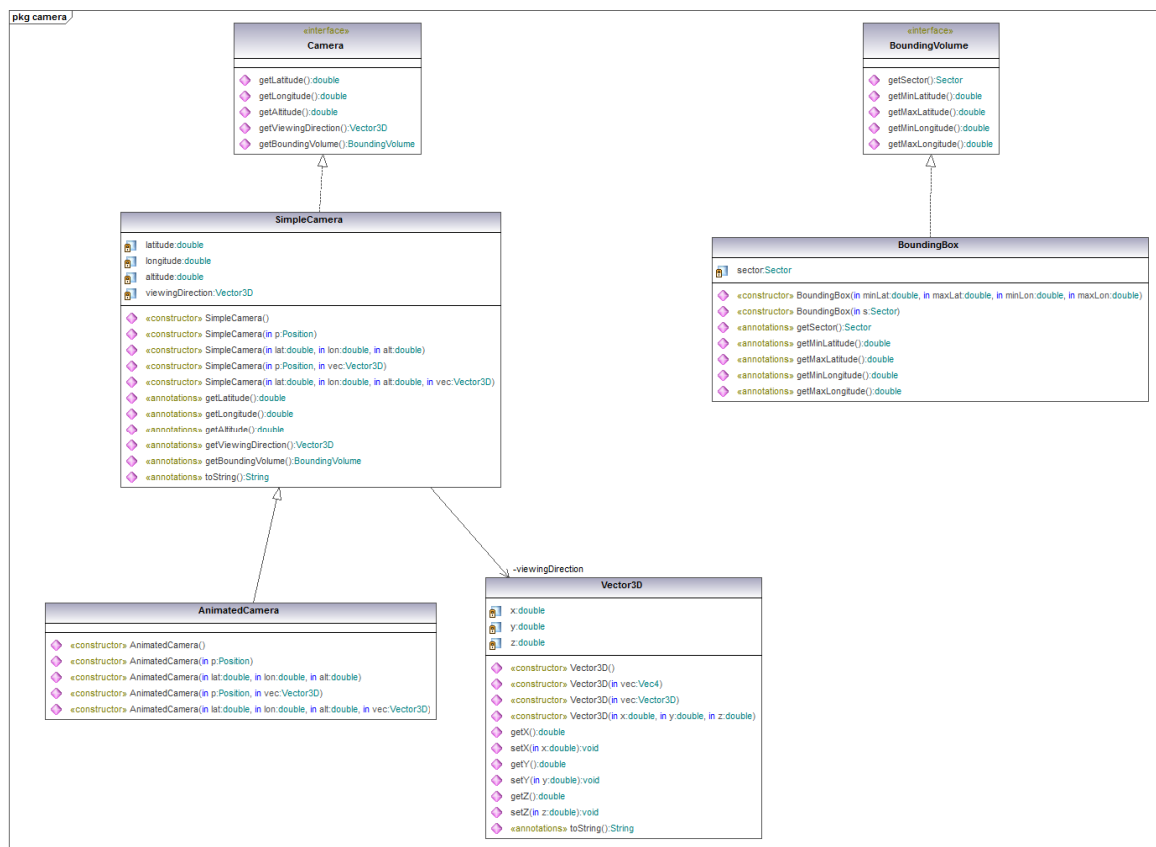 pkg camera
«interface»
Camera
getLatitude():double
getLongitude():double
getAltitude():double
getViewingDirection():Vector3D
getBoundingVolume():BoundingVolume
«interface»
BoundingVolume
getSector():Sector
getMinLatitude():double
getMaxLatitude():double
getMinLongitude():double
getMaxLongitude():double
SimpleCamera
latitude:double
longitude:double
altitude:double
viewingDirection:Vector3D
«constructor» SimpleCamera()
«constructor» SimpleCamera(in p:Position)
«constructor» SimpleCamera(in lat:double, in lon:double, in alt:double)
«constructor» SimpleCamera(in p:Position, in vec:Vector3D)
«constructor» SimpleCamera(in lat:double, in lon:double, in alt:double, in vec:Vector3D)
«annotations» getLatitude():double
«annotations» getLongitude():double
«annotations» getAltitude():double
«annotations» getViewingDirection():Vector3D
«annotations» getBoundingVolume():BoundingVolume
«annotations» toString():String
BoundingBox
sector:Sector
«constructor» BoundingBox(in minLat:double, in maxLat:double, in minLon:double, in maxLon:double)
«constructor» BoundingBox(in s:Sector)
«annotations» getSector():Sector
«annotations» getMinLatitude():double
«annotations» getMaxLatitude():double
«annotations» getMinLongitude():double
«annotations» getMaxLongitude():double
AnimatedCamera
«constructor» AnimatedCamera()
«constructor» AnimatedCamera(in p:Position)
«constructor» AnimatedCamera(in lat:double, in lon:double, in alt:double)
«constructor» AnimatedCamera(in p:Position, in vec:Vector3D)
«constructor» AnimatedCamera(in lat:double, in lon:double, in alt:double, in vec:Vector3D)
-viewingDirection
Vector3D
x:double
y:double
z:double
«constructor» Vector3D()
«constructor» Vector3D(in vec:Vec4)
«constructor» Vector3D(in vec:Vector3D)
«constructor» Vector3D(in x:double, in y:double, in z:double)
getX():double
setX(in x:double):void
getY():double
setY(in y:double):void
getZ():double
setZ(in z:double):void
«annotations» toString():String